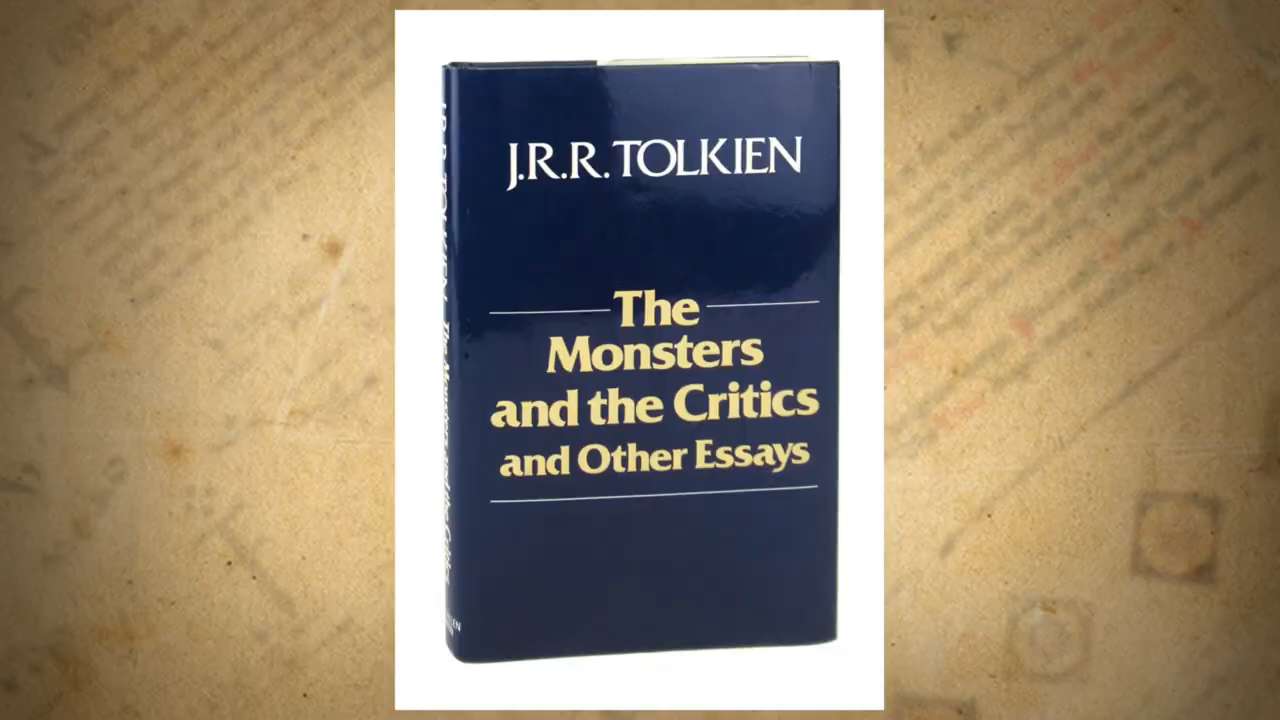 J.R.R. TOLKIEN
The
Monsters
and the Critics
and Other Essays